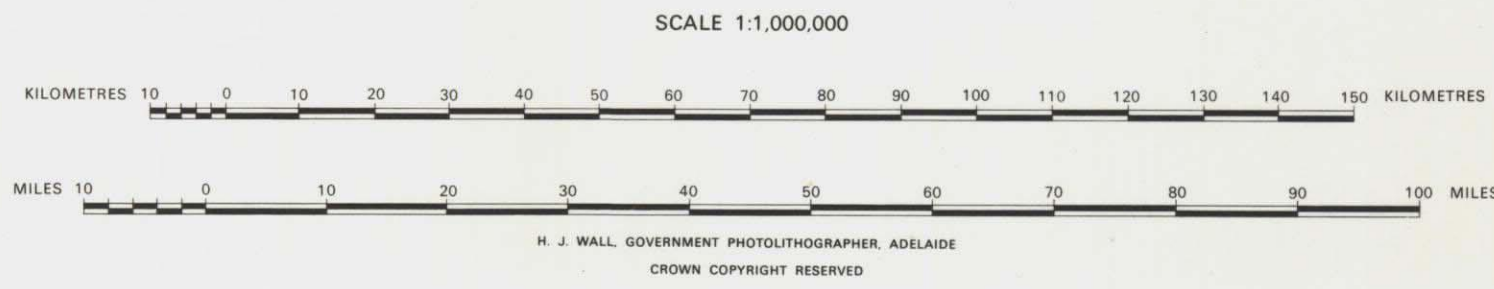 SCALE 1:1,000,000
KILOMETRES 10 0 10 20 30 40 50 60 70 80 90 100 110 120 130 140 150 KILOMETRES
MILES 10 0 10 20 30 40 50 60 70 80 90 100 MILES
H. J. WALL, GOVERNMENT PHOTOLITHOGRAPHER, ADELAIDE
CROWN COPYRIGHT RESERVED